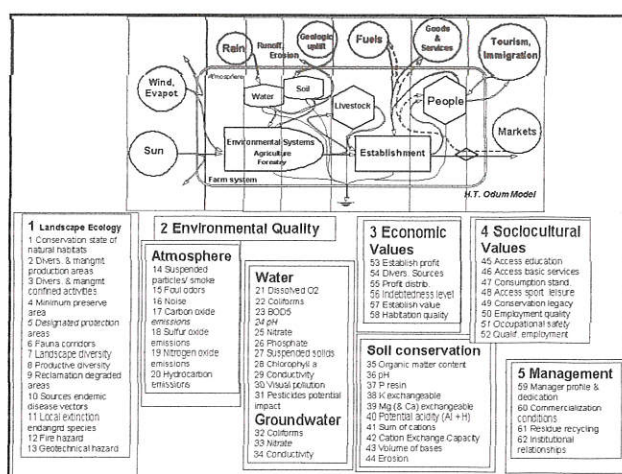 Rain
Runoff,
Erosion
Geologic
uplift
Fuels
Goods
&
Services
Tourism,
Immigration
Wind,
Evapot
Atmosphere
Water
Soil
Livestock
People
Markets
Sun
Environmental Systems
Agriculture
Forestry
Establishment
Farm system
H.T. Odum Model
1 Landscape Ecology
1 Conservation state of
natural habitats
2 Divers. & mangmt
production areas
3 Divers. & mangmt
confined activities
4 Minimum preserve
area
5 Designated protection
areas
6 Fauna corridors
7 Landscape diversity
8 Productive diversity
9 Reclamation degraded
areas
10 Sources endemic
disease vectors
11 Local extinction
endangrd species
12 Fire hazard
13 Geotechnical hazard
2 Environmental Quality
Atmosphere
14 Suspended
particles/ smoke
15 Foul odors
16 Noise
17 Carbon oxide
emissions
18 Sulfur oxide
emissions
19 Nitrogen oxide
emissions
20 Hydrocarbon
emissions
Water
21 Dissolved O2
22 Coliforms
23 BOD5
24 pH
25 Nitrate
26 Phosphate
27 Suspended solids
28 Chlorophyll a
29 Conductivity
30 Visual pollution
31 Pesticides potential
impact
Groundwater
32 Coliforms
33 Nitrate
34 Conductivity
3 Economic
Values
53 Establish profit
54 Divers. Sources
55 Profit distrib.
56 Indebtedness level
57 Establish value
58 Habitation quality
Soil conservation
35 Organic matter content
36 pH
37 P resin
38 K exchangeable
39 Mg (& Ca) exchangeable
40 Potential acidity (Al + H)
41 Sum of cations
42 Cation Exchange Capacity
43 Volume of bases
44 Erosion
4 Sociocultural
Values
45 Access education
46 Access basic services
47 Consumption stand.
48 Access sport leisure
49 Conservation legacy
50 Employment quality
51 Ocupational safety
52 Qualif. employment
5 Management
59 Manager profile &
dedication
60 Commercialization
conditions
61 Residue recycling
62 Institutional
relationships